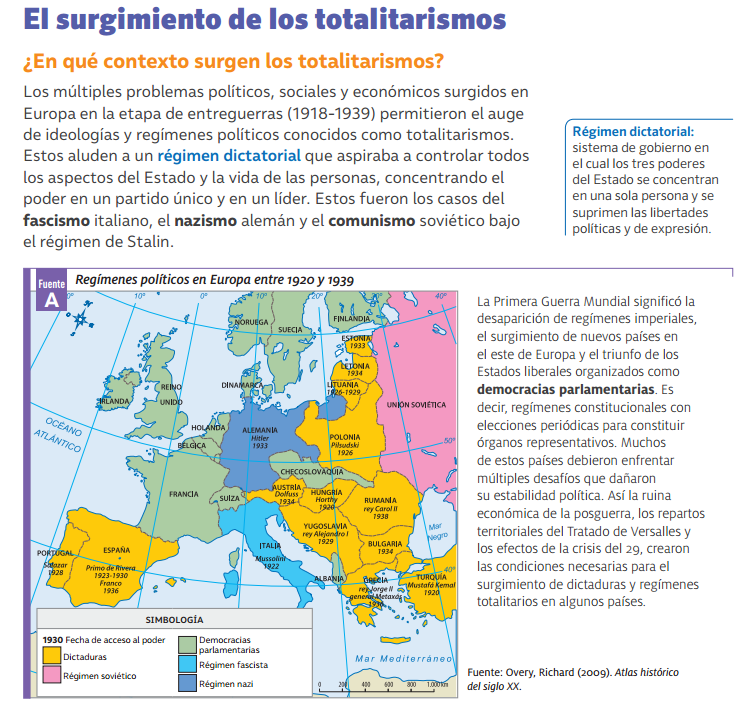 El surgimiento de los totalitarismos
¿En qué contexto surgen los totalitarismos?
Los múltiples problemas políticos, sociales y económicos surgidos en
Europa en la etapa de entreguerras (1918-1939) permitieron el auge
de ideologías y regímenes políticos conocidos como totalitarismos.
Estos aluden a un régimen dictatorial que aspiraba a controlar todos
los aspectos del Estado y la vida de las personas, concentrando el
poder en un partido único y en un líder. Estos fueron los casos del
fascismo italiano, el nazismo alemán y el comunismo soviético bajo
el régimen de Stalin.
Régimen dictatorial:
sistema de gobierno en
el cual los tres poderes
del Estado se concentran
en una sola persona y se
suprimen las libertades
políticas y de expresión.
Fuente
A
Regímenes políticos en Europa entre 1920 y 1939
10°
0°
10°
20°
30°
40°
NORUEGA
SUECIA
FINLANDIA
ESTONIA
1933
LETONIA
1934
LITUANIA
1926-1929
DINAMARCA
IRLANDA
REINO
UNIDO
UNIÓN SOVIÉTICA
HOLANDA
BÉLGICA
ALEMANIA
Hitler
1933
POLONIA
Pilsudski
1926
OCÉANO
ATLÁNTICO
50°
CHECOSLOVAQUIA
FRANCIA
SUIZA
AUSTRIA
Dolfuss
1934
HUNGRÍA
Horthy
1920
RUMANÍA
rey Carol II
1938
YUGOSLAVIA
rey Alejandro I
1929
Mar
Negro
BULGARIA
1934
ITALIA
Mussolini
1922
PORTUGAL
Salazar
1928
ESPAÑA
Primo de Rivera
1923-1930
Franco
1936
ALBANIA
GRECIA
rey Jorge II
general Metaxás
1936
TURQUÍA
Mustafá Kemal
1920
40°
Mar Mediterráneo
SIMBOLOGÍA
1930 Fecha de acceso al poder
Dictaduras
Régimen soviético
Democracias
parlamentarias
Régimen fascista
Régimen nazi
0 200 400 600 800 1.000 km
La Primera Guerra Mundial significó la
desaparición de regímenes imperiales,
el surgimiento de nuevos países en
el este de Europa y el triunfo de los
Estados liberales organizados como
democracias parlamentarias. Es
decir, regímenes constitucionales con
elecciones periódicas para constituir
órganos representativos. Muchos
de estos países debieron enfrentar
múltiples desafíos que dañaron
su estabilidad política. Así la ruina
económica de la posguerra, los repartos
territoriales del Tratado de Versalles y
los efectos de la crisis del 29, crearon
las condiciones necesarias para el
surgimiento de dictaduras y regímenes
totalitarios en algunos países.
Fuente: Overy, Richard (2009). Atlas histórico
del siglo XX.